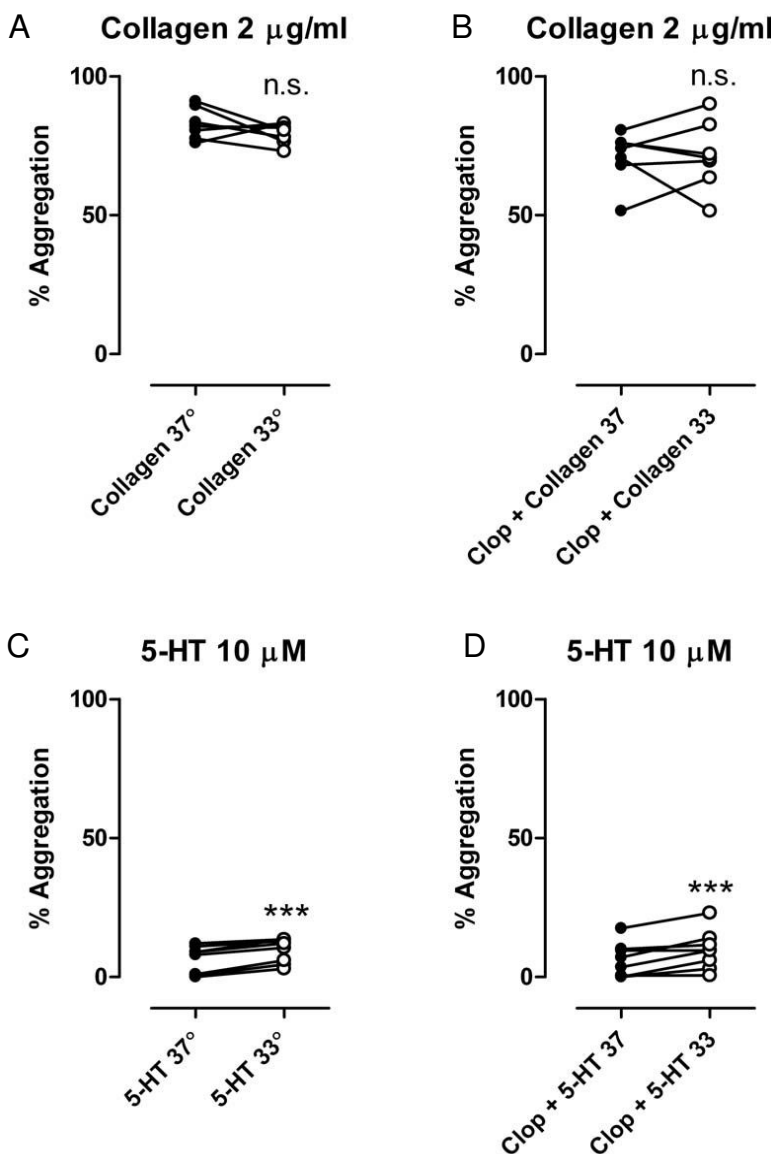 A
Collagen 2 μg/ml
n.s.
100
50
0
% Aggregation
Collagen 37°
Collagen 33°
B
Collagen 2 μg/ml
n.s.
100
50
0
% Aggregation
Clop + Collagen 37
Clop + Collagen 33
C
5-HT 10 μM
100
50
0
% Aggregation
***
5-HT 37°
5-HT 33°
D
5-HT 10 μM
100
50
0
% Aggregation
***
Clop + 5-HT 37
Clop + 5-HT 33